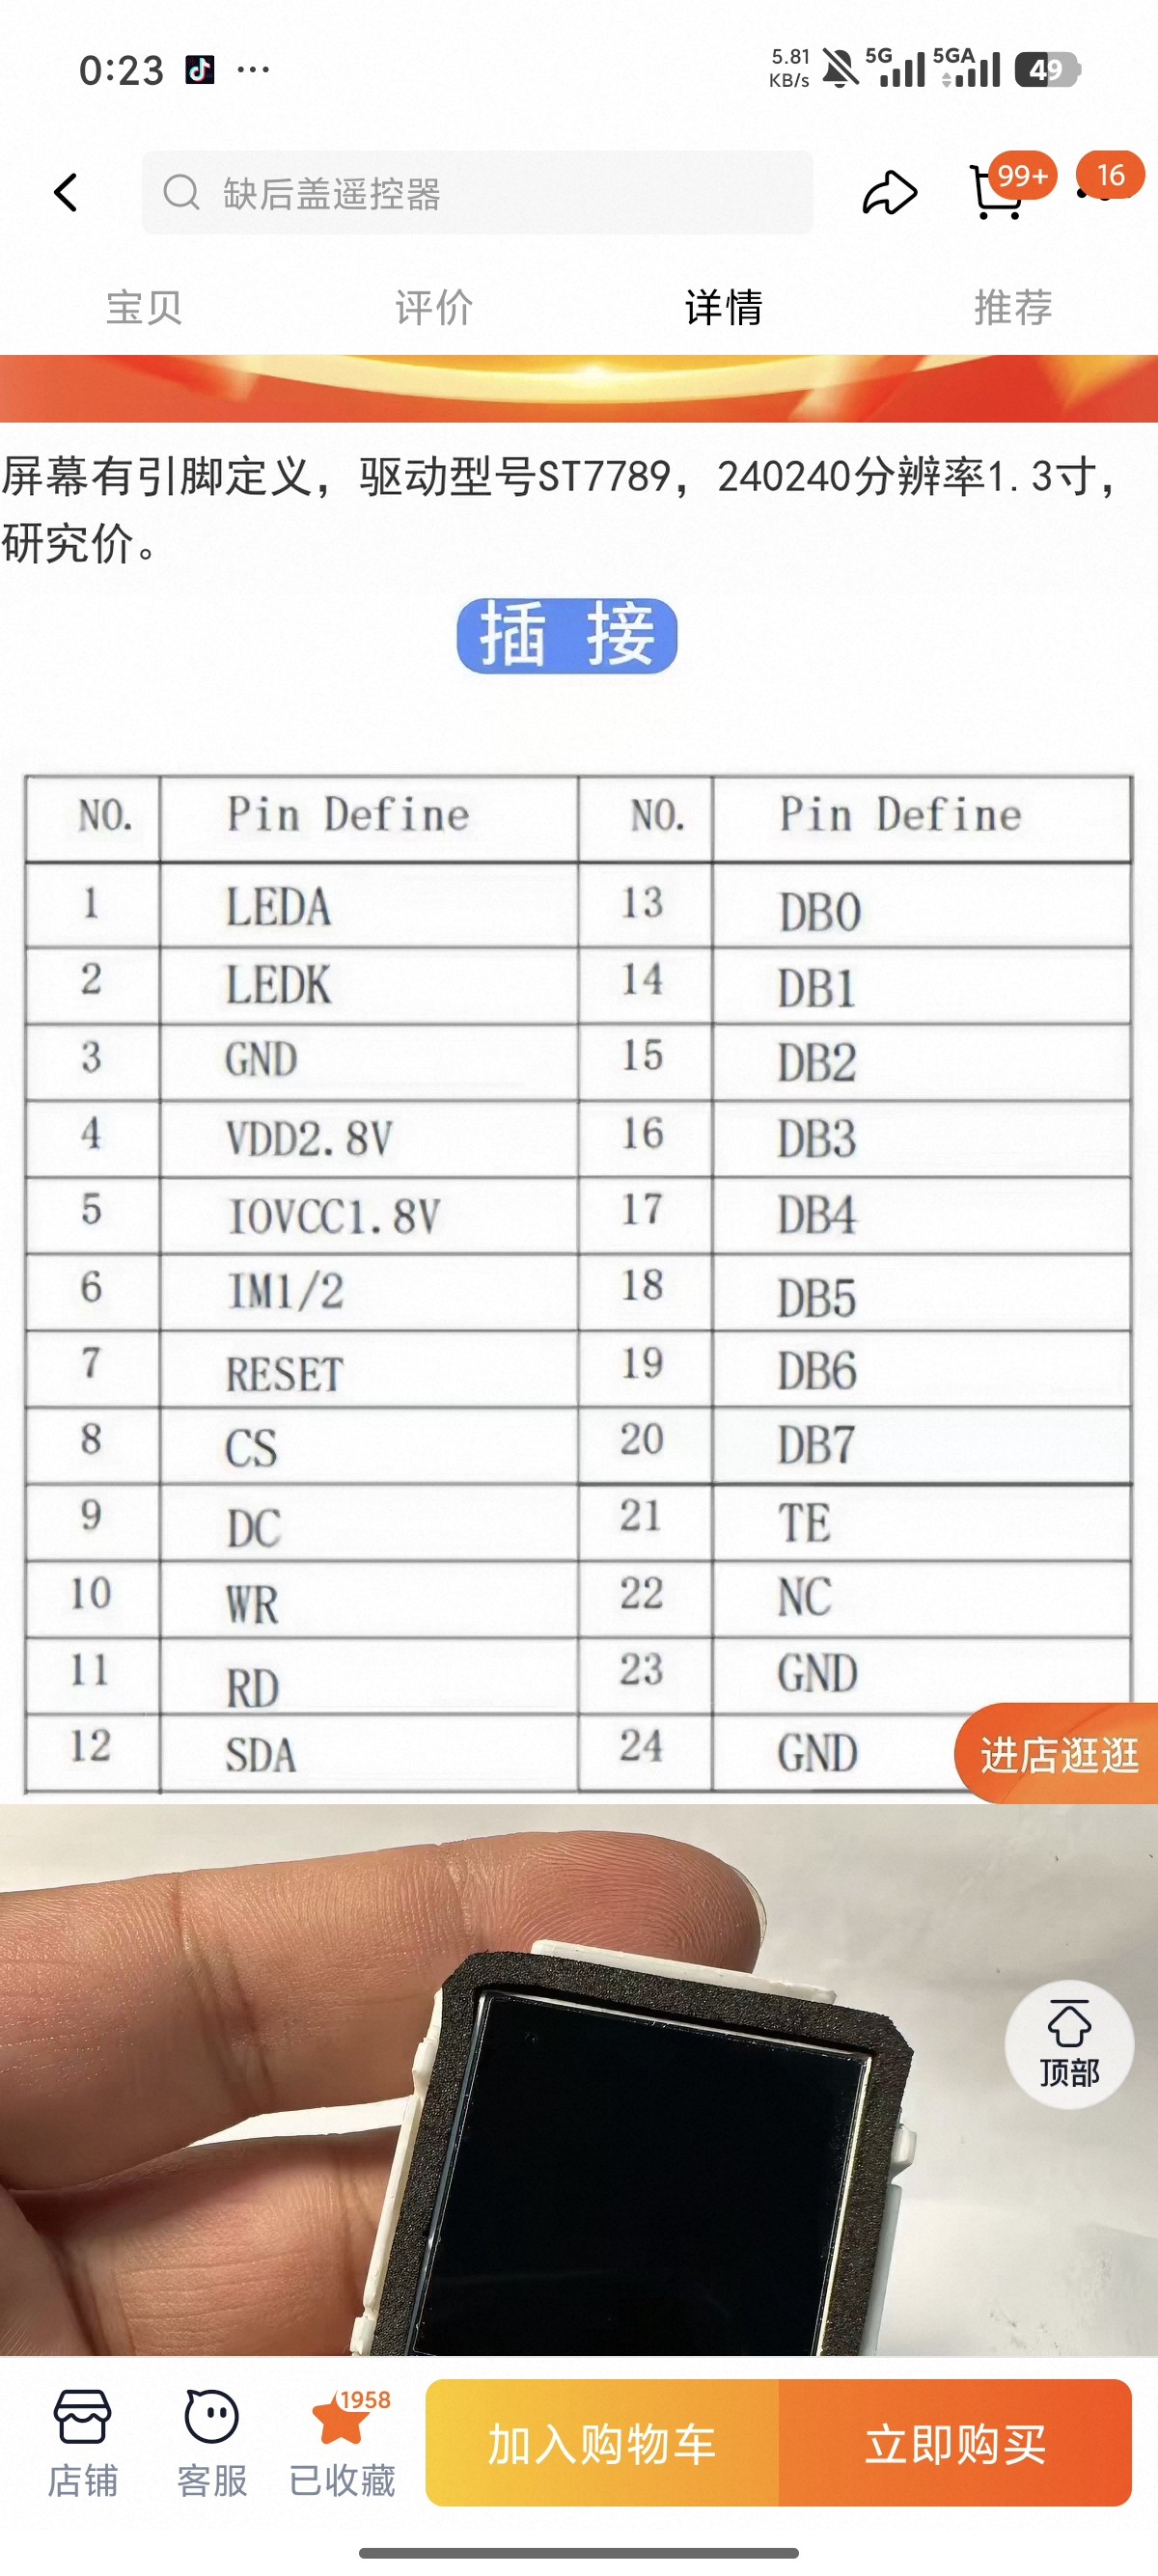 0:23 ··· 5.81 KB/s 5G 5GA 49
缺后盖遥控器 99+ 16
宝贝 评价 详情 推荐
屏幕有引脚定义，驱动型号ST7789，240240分辨率1.3寸，
研究价。
插 接
NO. Pin Define NO. Pin Define
1 LEDA 13 DB0
2 LEDK 14 DB1
3 GND 15 DB2
4 VDD2.8V 16 DB3
5 IOVCC1.8V 17 DB4
6 IM1/2 18 DB5
7 RESET 19 DB6
8 CS 20 DB7
9 DC 21 TE
10 WR 22 NC
11 RD 23 GND
12 SDA 24 GND
进店逛逛
顶部
1958
店铺 客服 已收藏 加入购物车 立即购买